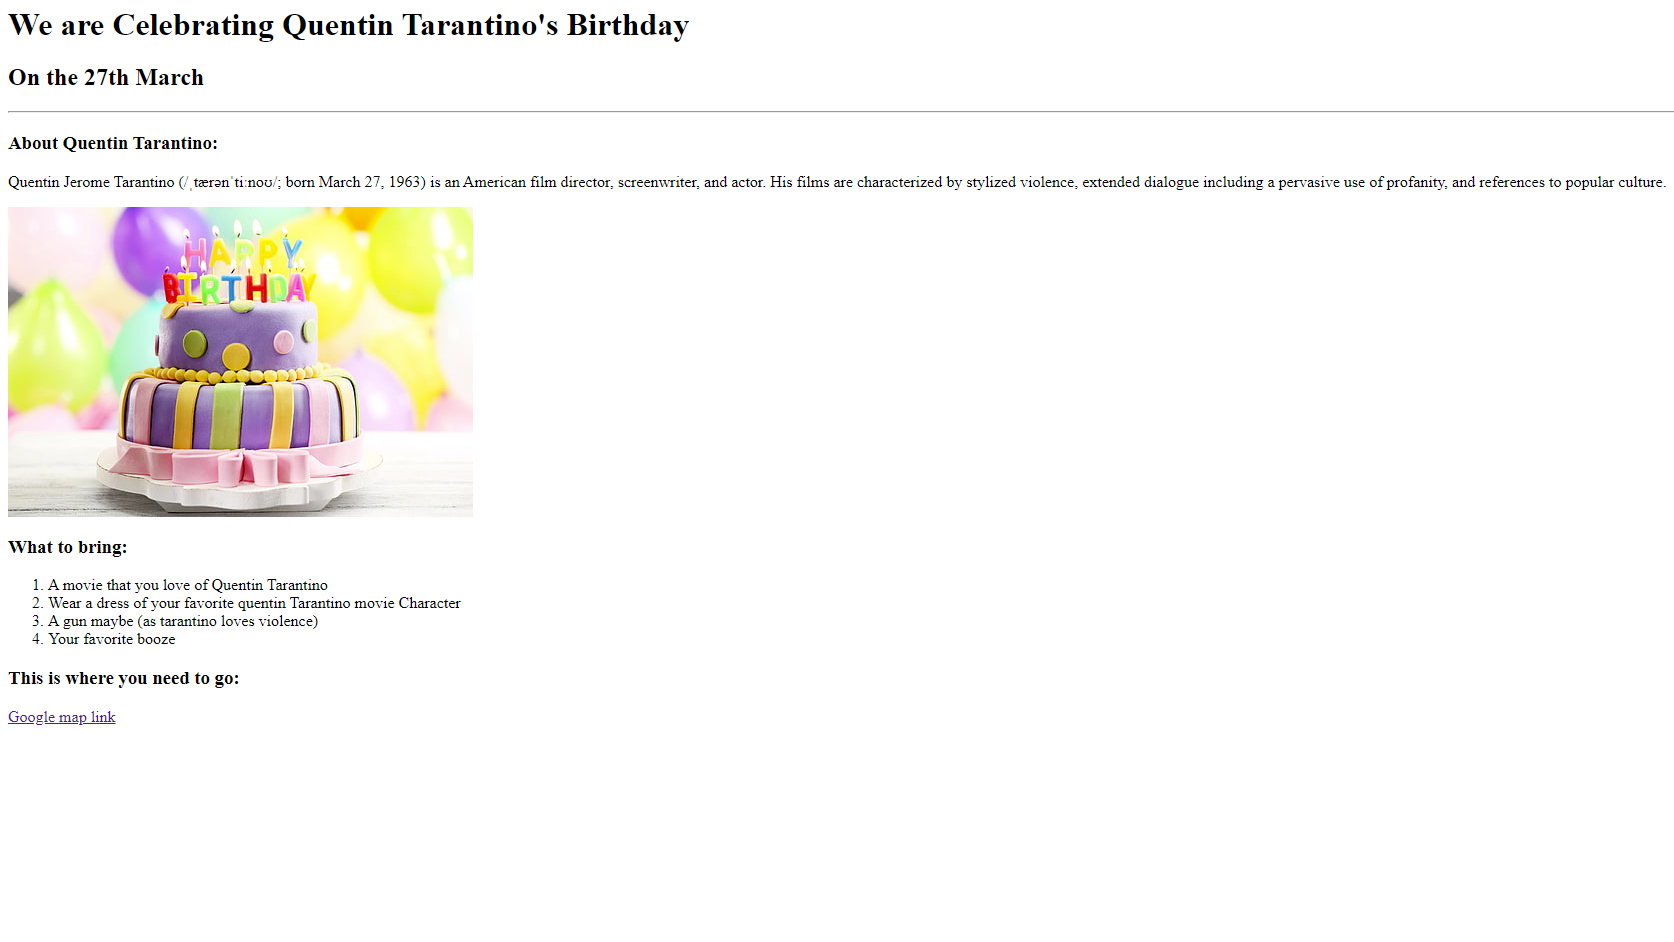 We are Celebrating Quentin Tarantino's Birthday
On the 27th March
About Quentin Tarantino:
Quentin Jerome Tarantino (/ˌtærənˈtiːnoʊ/; born March 27, 1963) is an American film director, screenwriter, and actor. His films are characterized by stylized violence, extended dialogue including a pervasive use of profanity, and references to popular culture.
HAPPY
BIRTHDAY
What to bring:
1. A movie that you love of Quentin Tarantino
2. Wear a dress of your favorite quentin Tarantino movie Character
3. A gun maybe (as tarantino loves violence)
4. Your favorite booze
This is where you need to go:
Google map link